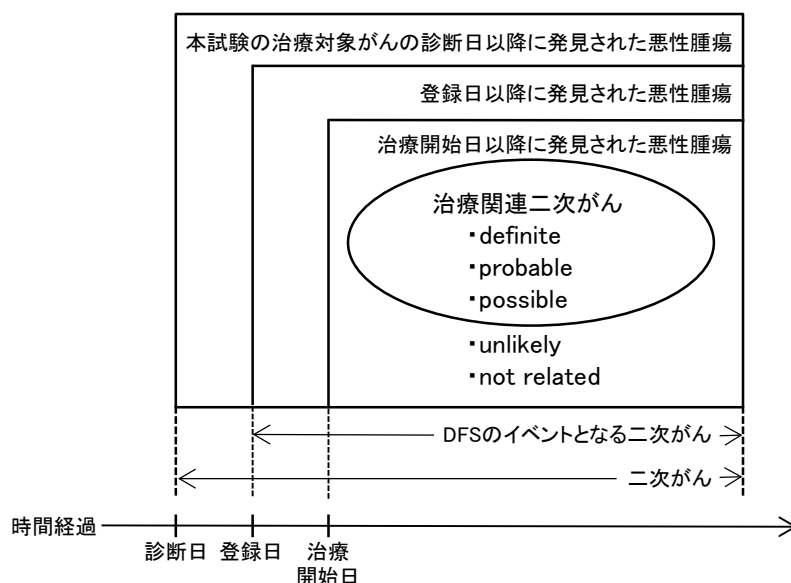 本試験の治療対象がんの診断日以降に発見された悪性腫瘍
登録日以降に発見された悪性腫瘍
治療開始日以降に発見された悪性腫瘍
治療関連二次がん
・definite
・probable
・possible
・unlikely
・not related
DFSのイベントとなる二次がん
二次がん
時間経過
診断日 登録日 治療
開始日